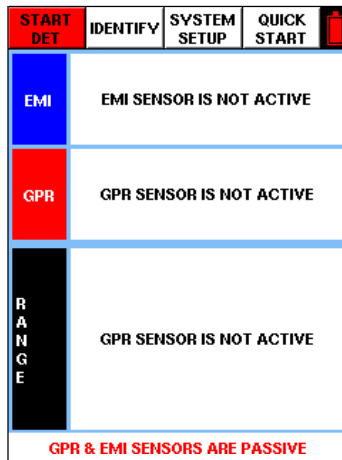 START DET IDENTIFY SYSTEM SETUP QUICK START
EMI EMI SENSOR IS NOT ACTIVE
GPR GPR SENSOR IS NOT ACTIVE
RANGE GPR SENSOR IS NOT ACTIVE
GPR & EMI SENSORS ARE PASSIVE